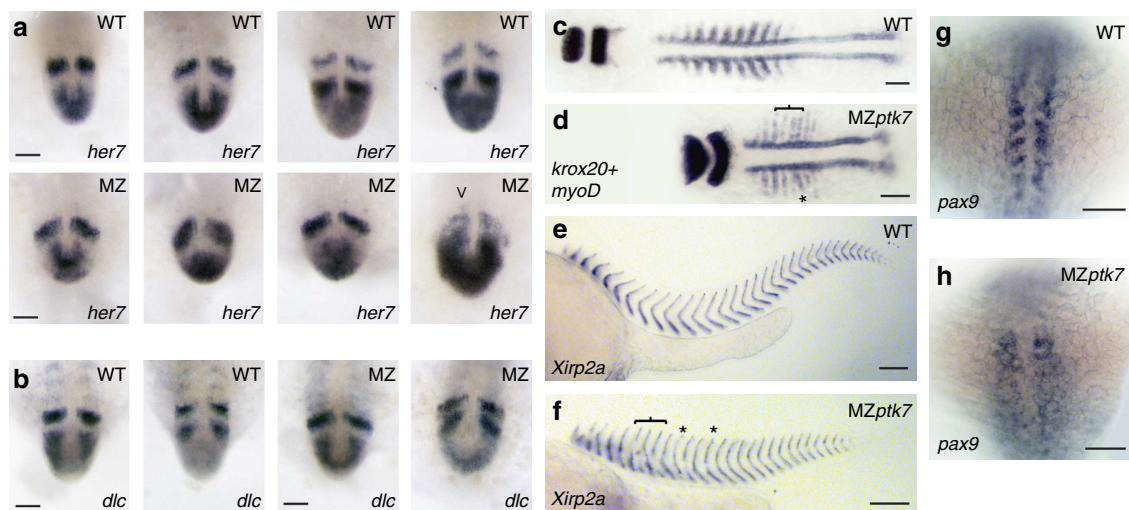 a
WT
WT
WT
WT
her7
her7
her7
her7
MZ
MZ
MZ
MZ
v
her7
her7
her7
her7
b
WT
WT
MZ
MZ
dlc
dlc
dlc
dlc
c
WT
d
MZptk7
krox20+
myoD
*
e
WT
Xirp2a
f
MZptk7
* *
Xirp2a
g
WT
pax9
h
MZptk7
pax9